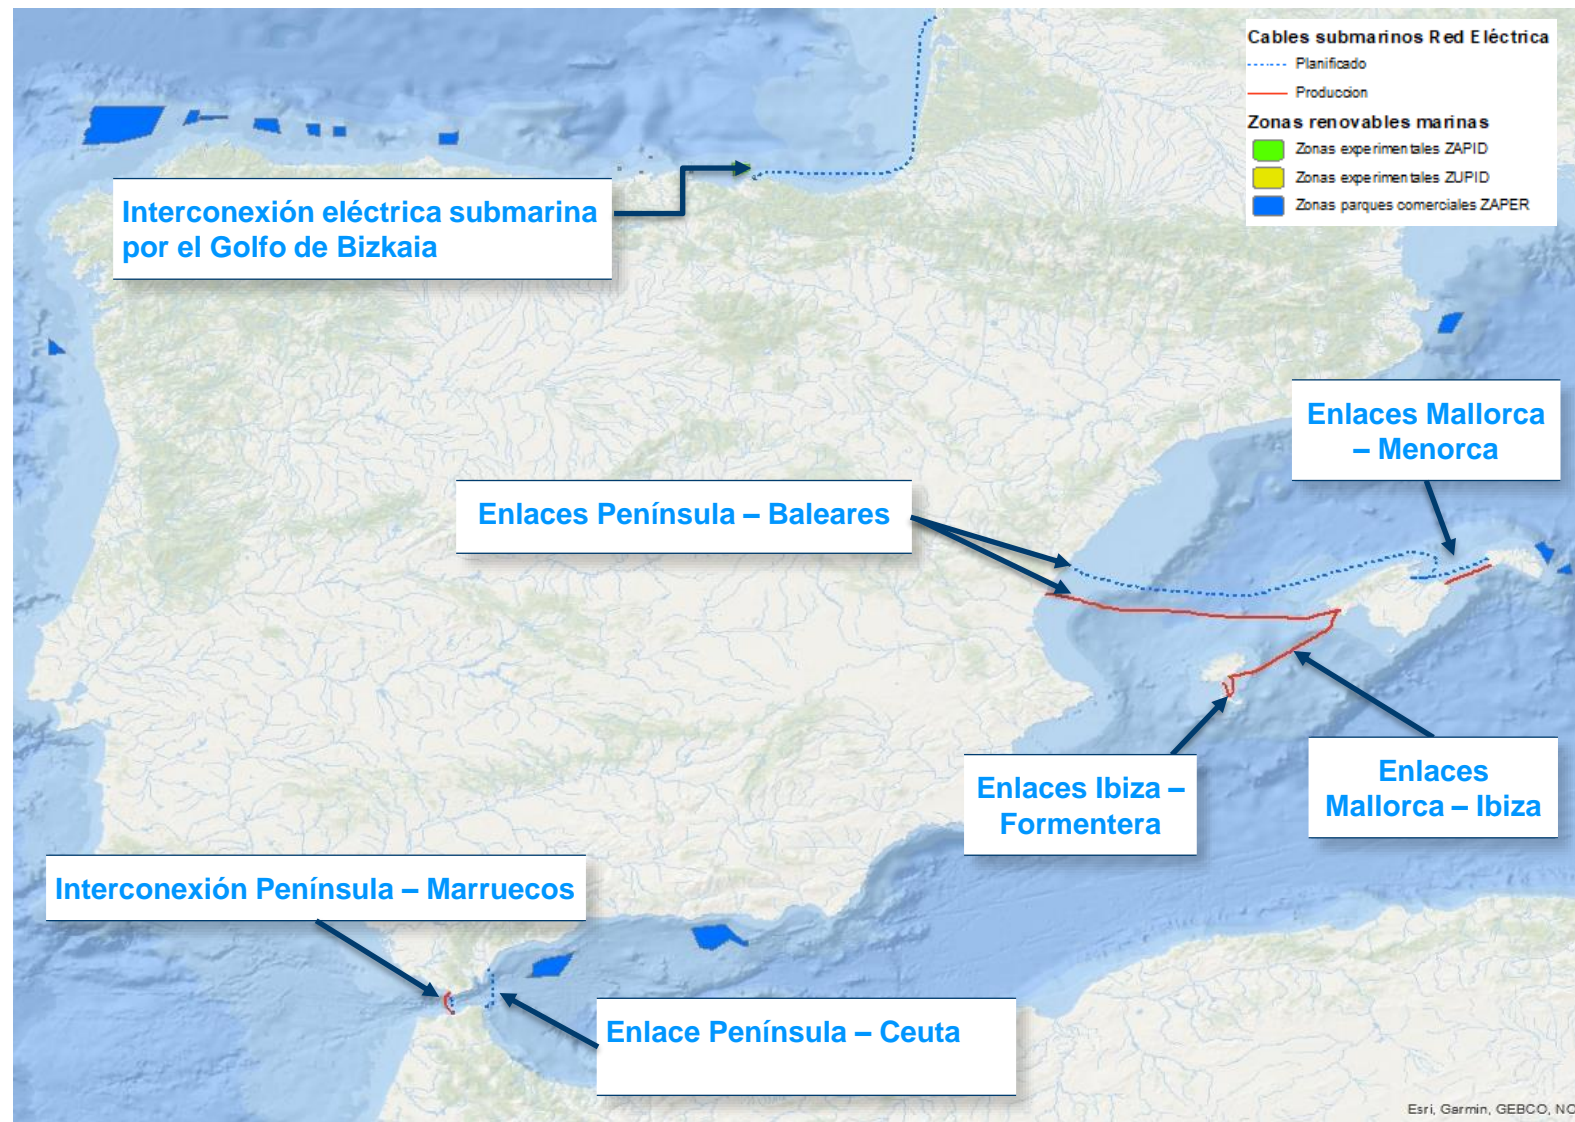 Cables submarinos Red Eléctrica
Planificado
Produccion
Zonas renovables marinas
Zonas experimentales ZAPID
Zonas experimentales ZUPID
Zonas parques comerciales ZAPER
Interconexión eléctrica submarina
por el Golfo de Bizkaia
Enlaces Mallorca
– Menorca
Enlaces Península – Baleares
Enlaces Ibiza –
Formentera
Enlaces
Mallorca – Ibiza
Interconexión Península – Marruecos
Enlace Península – Ceuta
Esri, Garmin, GEBCO, NO